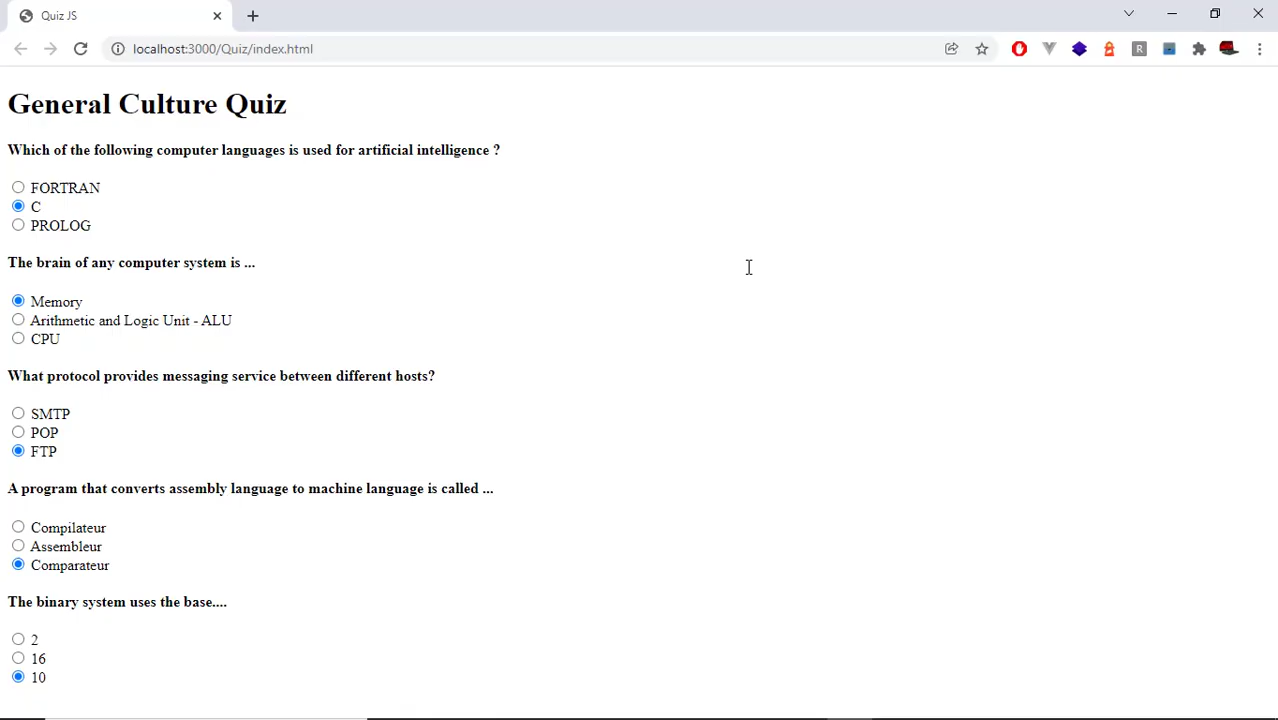 Quiz JS
localhost:3000/Quiz/index.html
R
General Culture Quiz
Which of the following computer languages is used for artificial intelligence ?
FORTRAN
C
PROLOG
The brain of any computer system is ...
Memory
Arithmetic and Logic Unit - ALU
CPU
What protocol provides messaging service between different hosts?
SMTP
POP
FTP
A program that converts assembly language to machine language is called ...
Compilateur
Assembleur
Comparateur
The binary system uses the base....
2
16
10